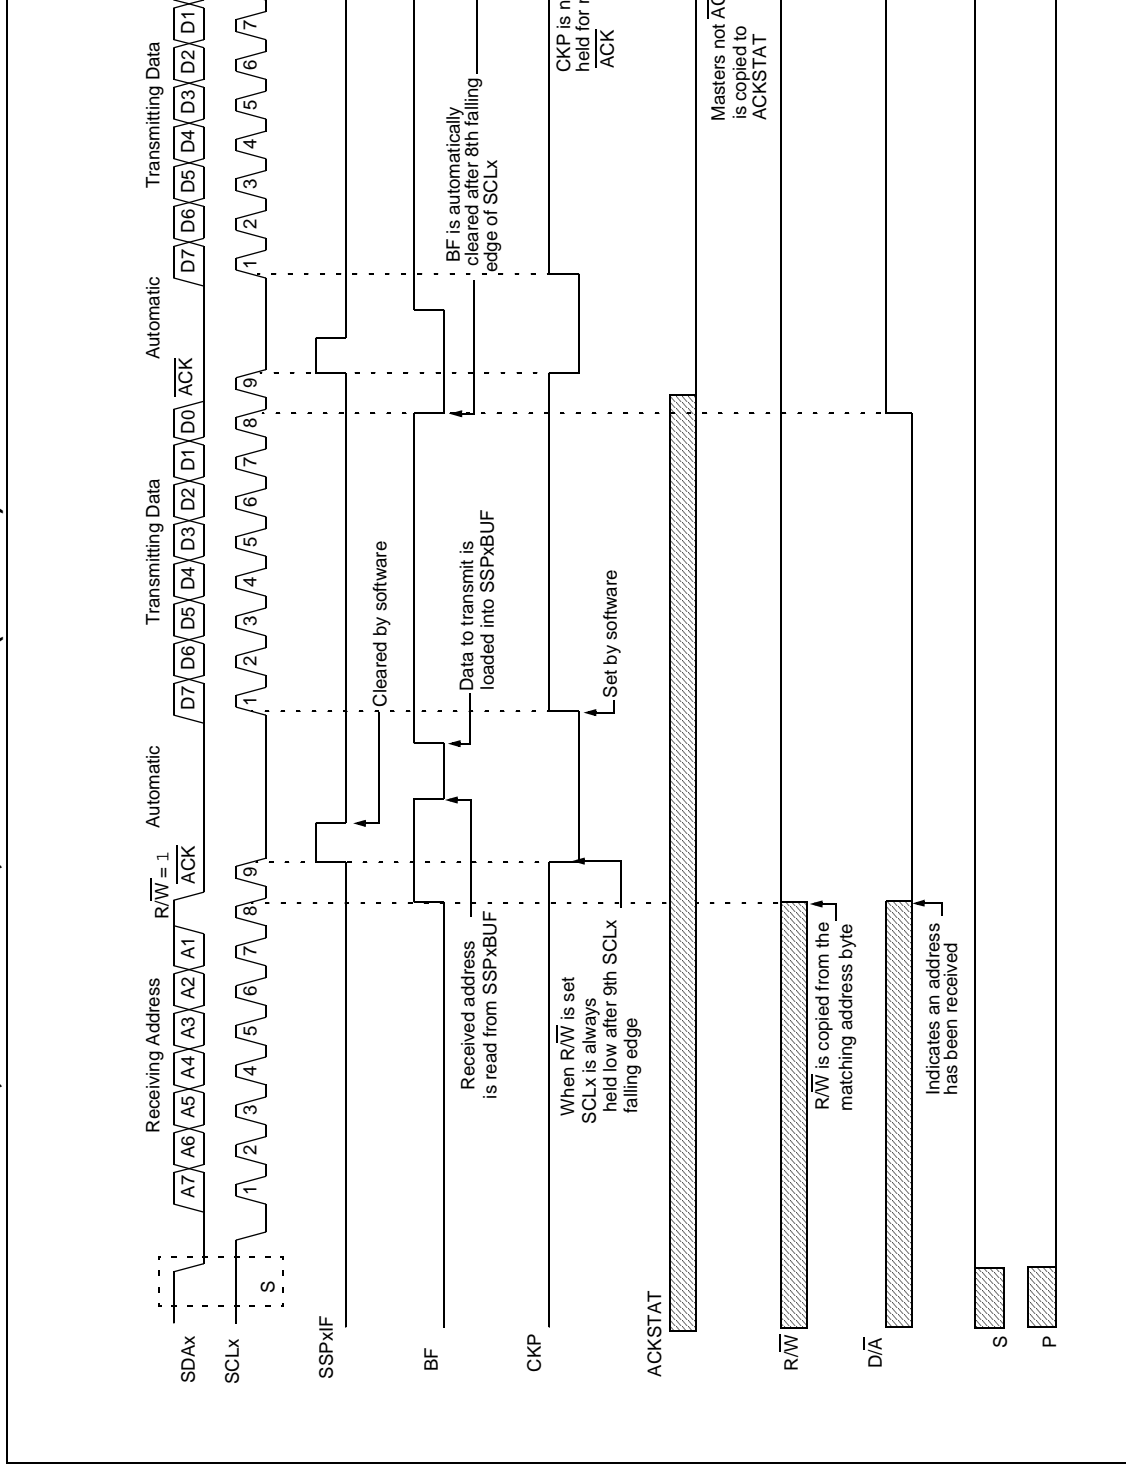 Receiving Address
R/W = 1
Automatic
Transmitting Data
Automatic
Transmitting Data
ACK
ACK
SDAx
A7 A6 A5 A4 A3 A2 A1
D7 D6 D5 D4 D3 D2 D1 D0
D7 D6 D5 D4 D3 D2 D1
SCLx
S
1 2 3 4 5 6 7 8 9
1 2 3 4 5 6 7 8 9
1 2 3 4 5 6 7
SSPxIF
Cleared by software
BF
Received address
is read from SSPxBUF
Data to transmit is
loaded into SSPxBUF
BF is automatically
cleared after 8th falling
edge of SCLx
CKP
When R/W is set
SCLx is always
held low after 9th SCLx
falling edge
Set by software
CKP is
held for
ACK
ACKSTAT
Masters not
is copied to
ACKSTAT
R/W
R/W is copied from the
matching address byte
D/A
Indicates an address
has been received
S
P